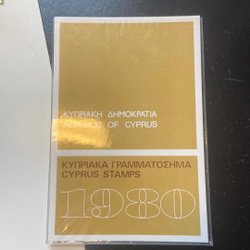 ΚΥΠΡΙΑΚΗ ΔΗΜΟΚΡΑΤΙΑ
REPUBLIC OF CYPRUS
ΚΥΠΡΙΑΚΑ ΓΡΑΜΜΑΤΟΣΗΜΑ
CYPRUS STAMPS
1980